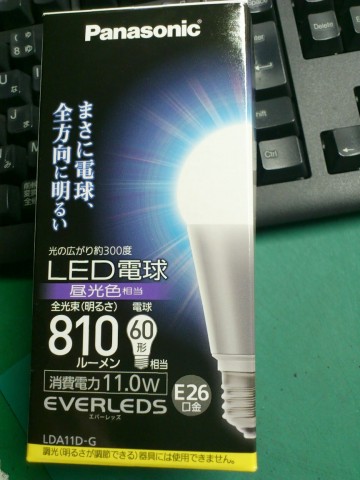 Panasonic
まさに電球、
全方向に明るい
光の広がり約300度
LED電球
昼光色相当
全光束(明るさ) 電球
810 60形
ルーメン 相当
消費電力11.0W
E26
口金
EVERLEDS
エバーレッズ
LDA11D-G
調光(明るさが調節できる)器具には使用できません。
Delete
End